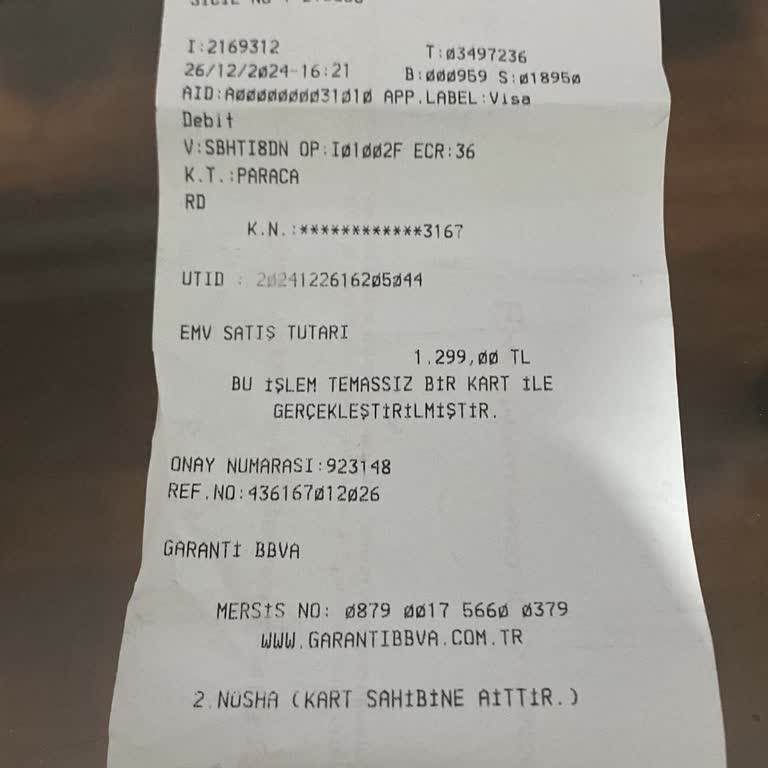 I:2169312 T:03497236
26/12/2024-16:21 B:000959 S:018950
AID:A0000000031010 APP.LABEL:Visa
Debit
V:SBHTI8DN OP:I01002F ECR:36
K.T.:PARACA
RD
K.N.:************3167
UTID : 2024122616205044
EMV SATIŞ TUTARI
1.299,00 TL
BU İŞLEM TEMASSIZ BİR KART İLE
GERÇEKLEŞTİRİLMİŞTİR.
ONAY NUMARASI:923148
REF.NO:436167012026
GARANTİ BBVA
MERSİS NO: 0879 0017 5660 0379
WWW.GARANTIBBVA.COM.TR
2.NÜSHA (KART SAHİBİNE AİTTİR.)